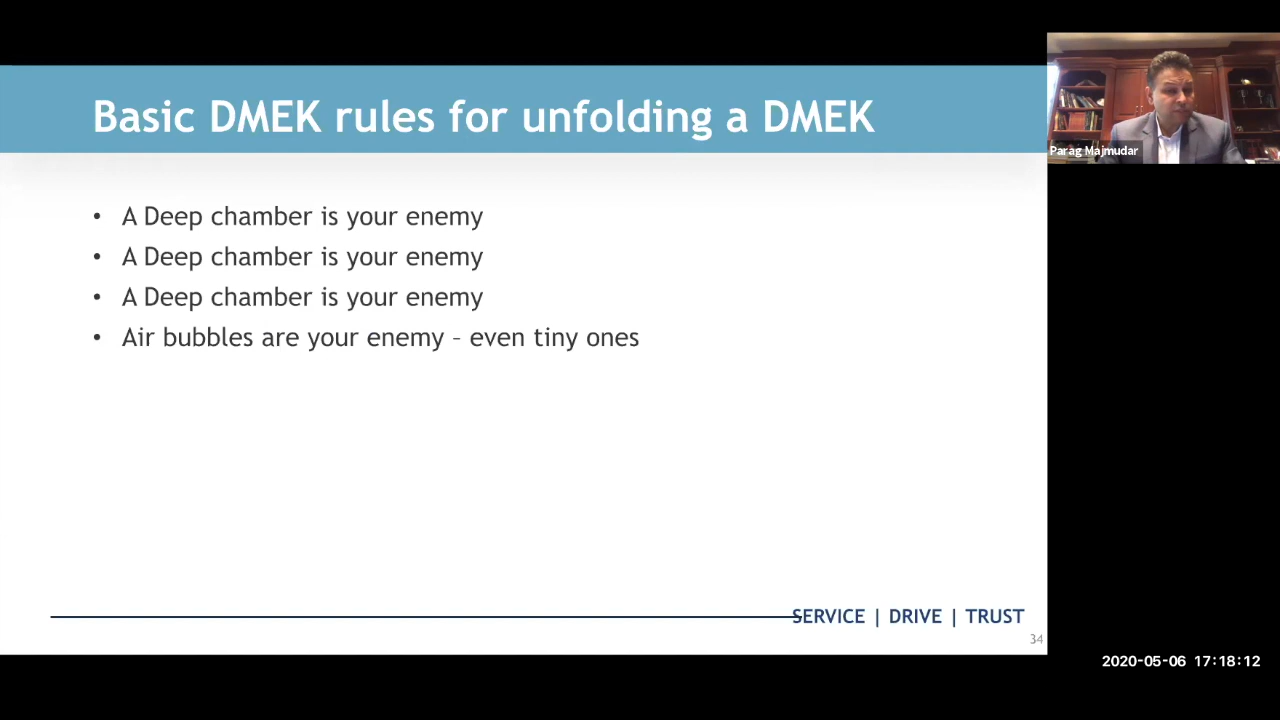 Basic DMEK rules for unfolding a DMEK
Parag Majmudar
• A Deep chamber is your enemy
• A Deep chamber is your enemy
• A Deep chamber is your enemy
• Air bubbles are your enemy – even tiny ones
SERVICE | DRIVE | TRUST
34
2020-05-06 17:18:12